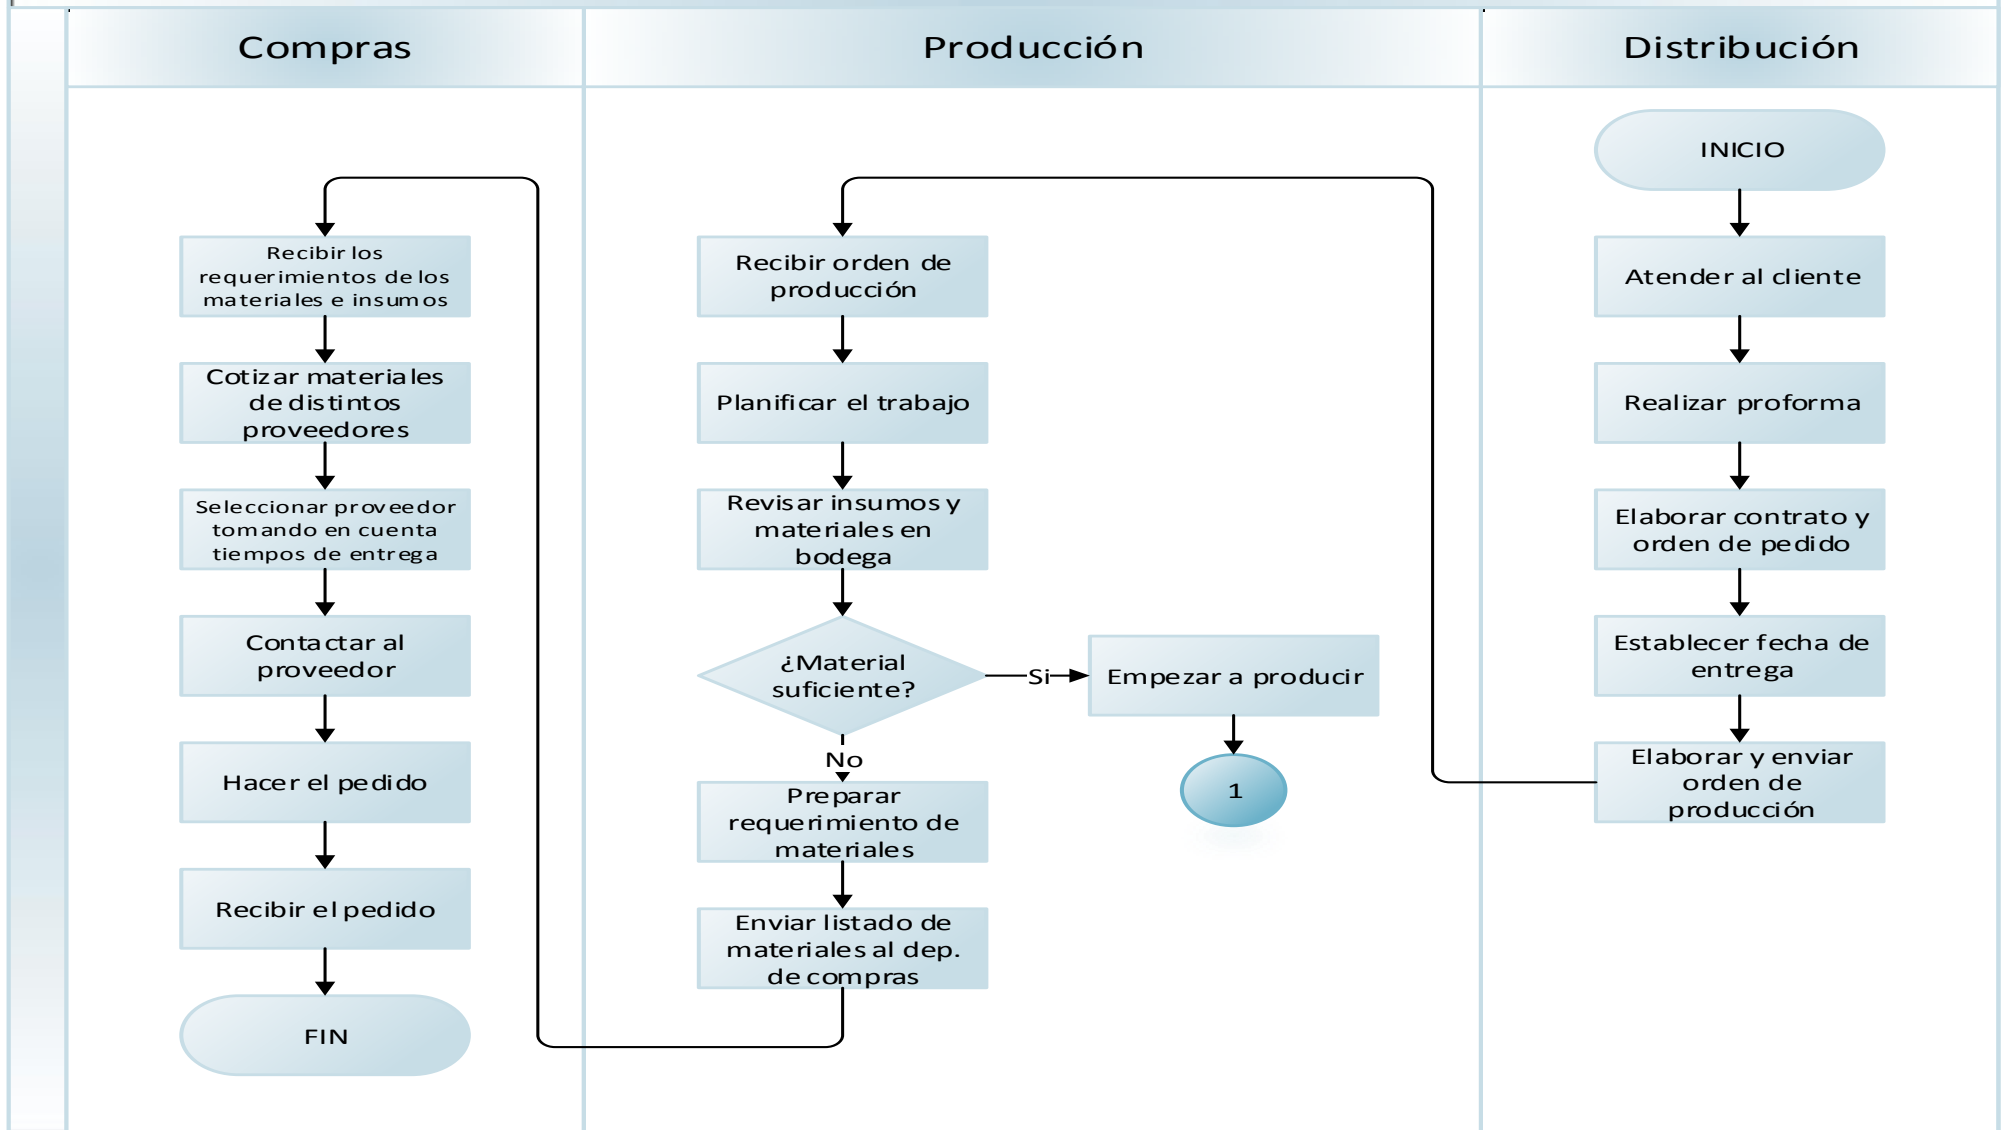 Compras
Producción
Distribución
INICIO
Recibir los
requerimientos de los
materiales e insumos
Recibir orden de
producción
Atender al cliente
Cotizar materiales
de distintos
proveedores
Planificar el trabajo
Realizar proforma
Seleccionar proveedor
tomando en cuenta
tiempos de entrega
Revisar insumos y
materiales en
bodega
Elaborar contrato y
orden de pedido
Contactar al
proveedor
¿Material
suficiente?
Si
Empezar a producir
Establecer fecha de
entrega
No
Hacer el pedido
Preparar
requerimiento de
materiales
1
Elaborar y enviar
orden de
producción
Recibir el pedido
Enviar listado de
materiales al dep.
de compras
FIN